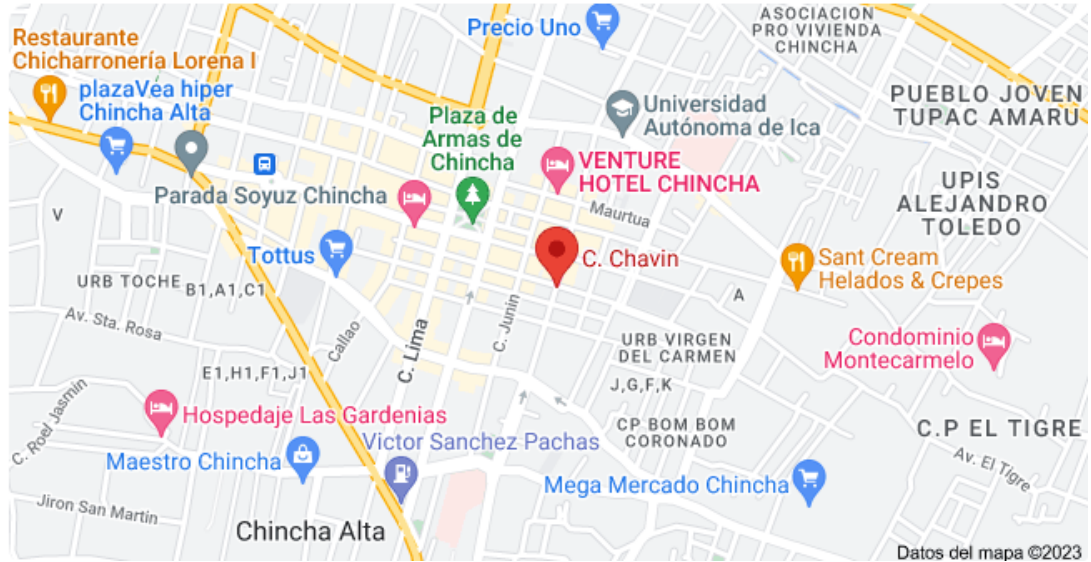 Precio Uno
ASOCIACION
PRO VIVIENDA
CHINCHA
Restaurante
Chicharronería Lorena I
plazaVéa hiper
Chincha Alta
Plaza de
Armas de
Chincha
Universidad
Autónoma de Ica
PUEBLO JOVEN
TUPAC AMARU
VENTURE
HOTEL CHINCHA
Parada Soyuz Chincha
Maurtua
UPIS
ALEJANDRO
TOLEDO
V
Tottus
C. Chavin
Sant Cream
Helados & Crepes
URB TOCHE
B1,A1,C1
A
Av. Sta. Rosa
Callao
C. Lima
C. Junin
URB VIRGEN
DEL CARMEN
Condominio
Montecarmelo
E1,H1,F1,J1
J,G,F,K
C. Roel Jasmin
Hospedaje Las Gardenias
CP BOM BOM
CORONADO
C.P EL TIGRE
Victor Sanchez Pachas
Maestro Chincha
Av. El Tigre
Mega Mercado Chincha
Jiron San Martin
Chincha Alta
Datos del mapa ©2023